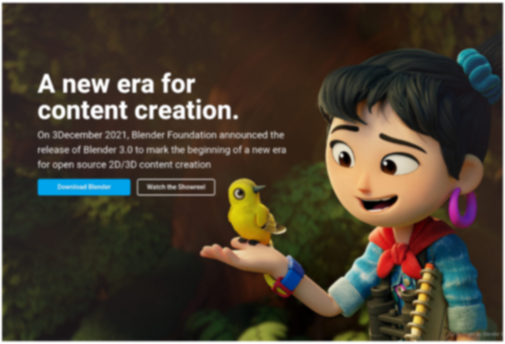 A new era for
content creation.
On 3December 2021, Blender Foundation announced the
release of Blender 3.0 to mark the beginning of a new era
for open source 2D/3D content creation
Download Blender
Watch the Showreel